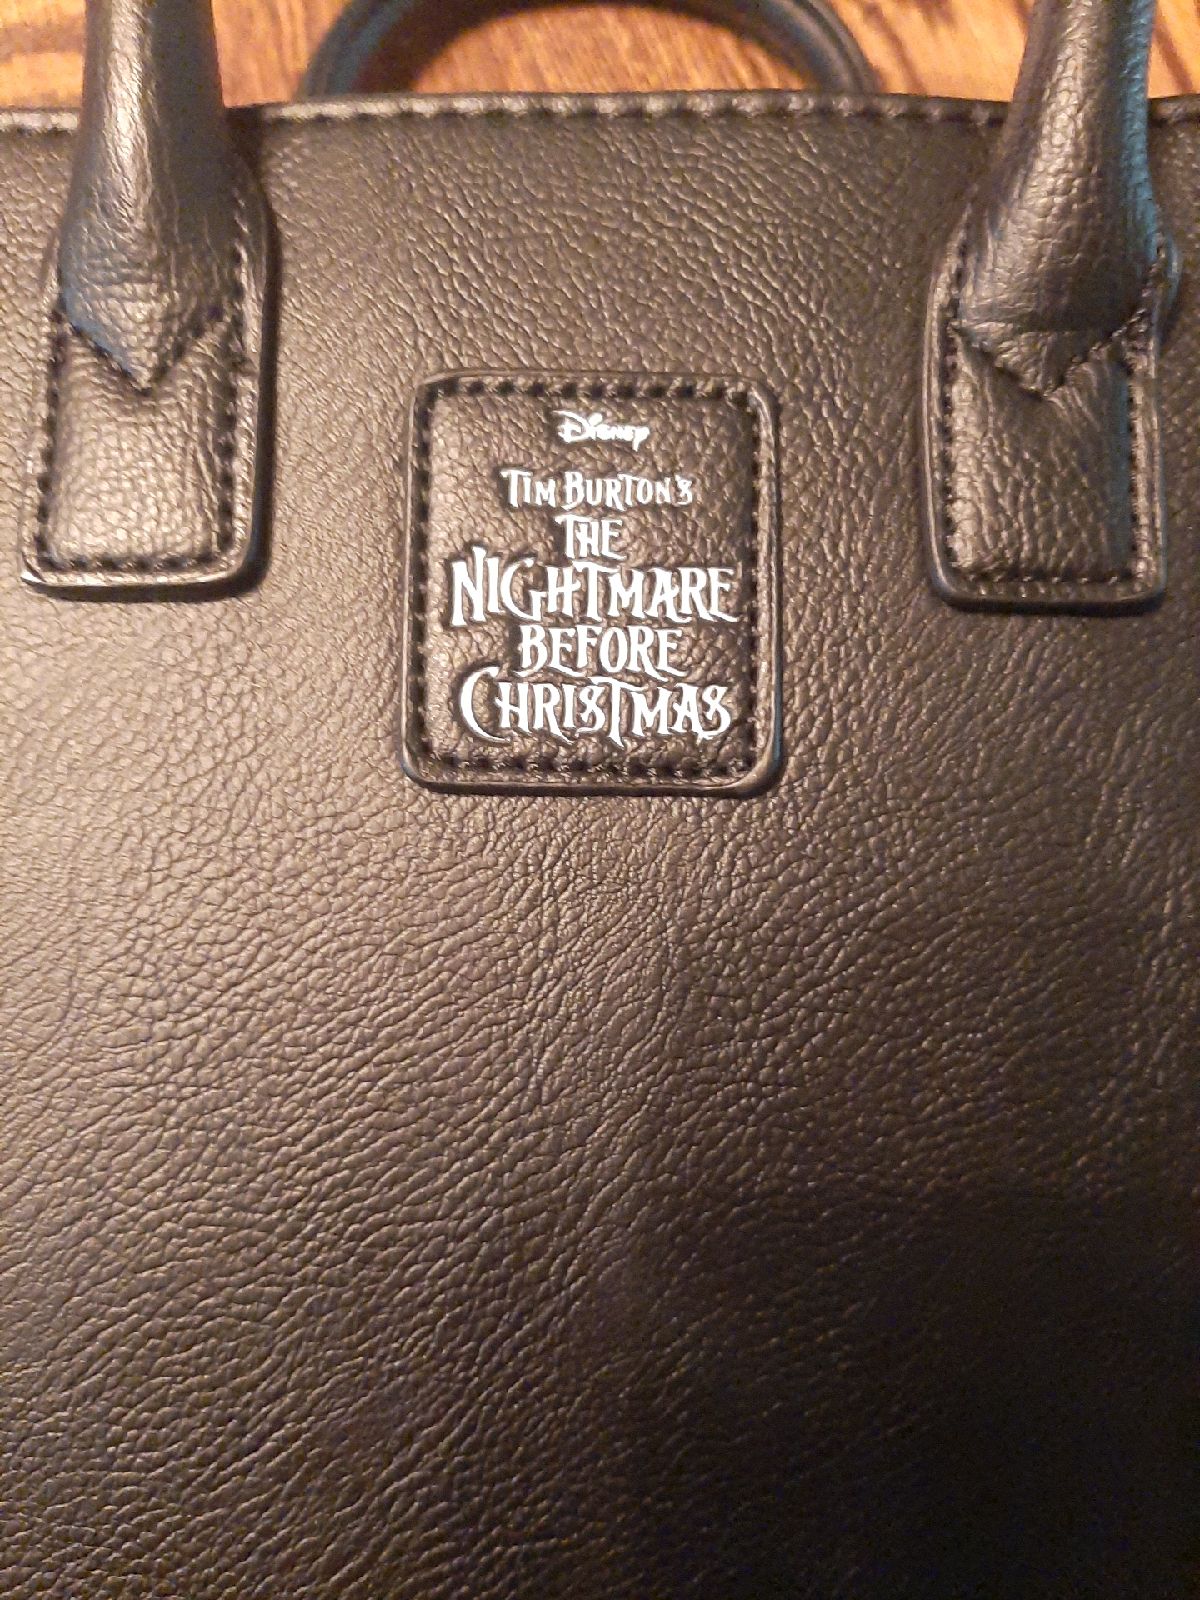 Disney
TIM BURTON'S
THE
NIGHTMARE
BEFORE
CHRISTMAS